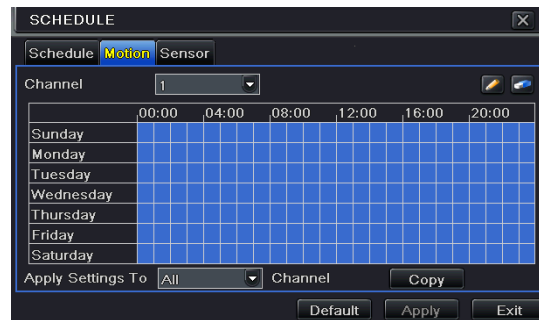 SCHEDULE
Schedule Motion Sensor
Channel 1
00:00 04:00 08:00 12:00 16:00 20:00
Sunday
Monday
Tuesday
Wednesday
Thursday
Friday
Saturday
Apply Settings To All Channel Copy
Default Apply Exit